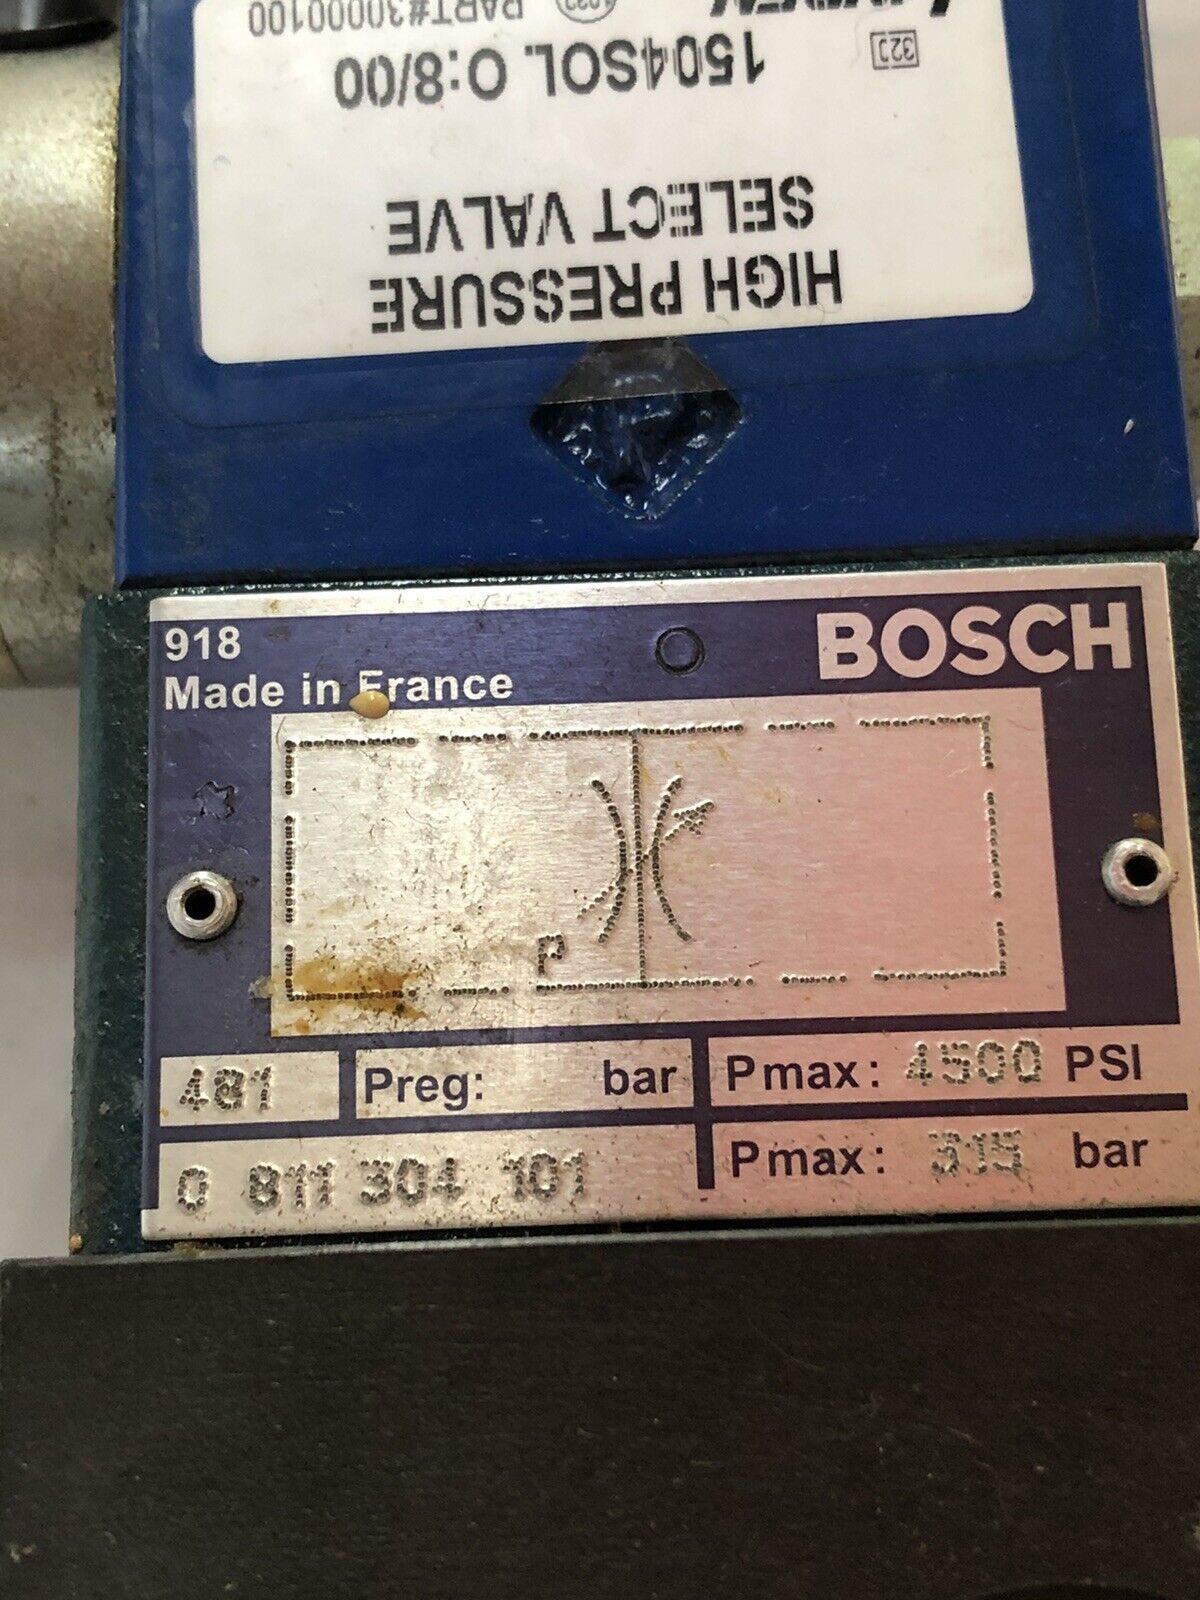 PART#30000100
1504SOL O:8/00
HIGH PRESSURE
SELECT VALVE
918
BOSCH
Made in France
P
481
Preg: bar
Pmax: 4500 PSI
0 811 304 101
Pmax: 315 bar